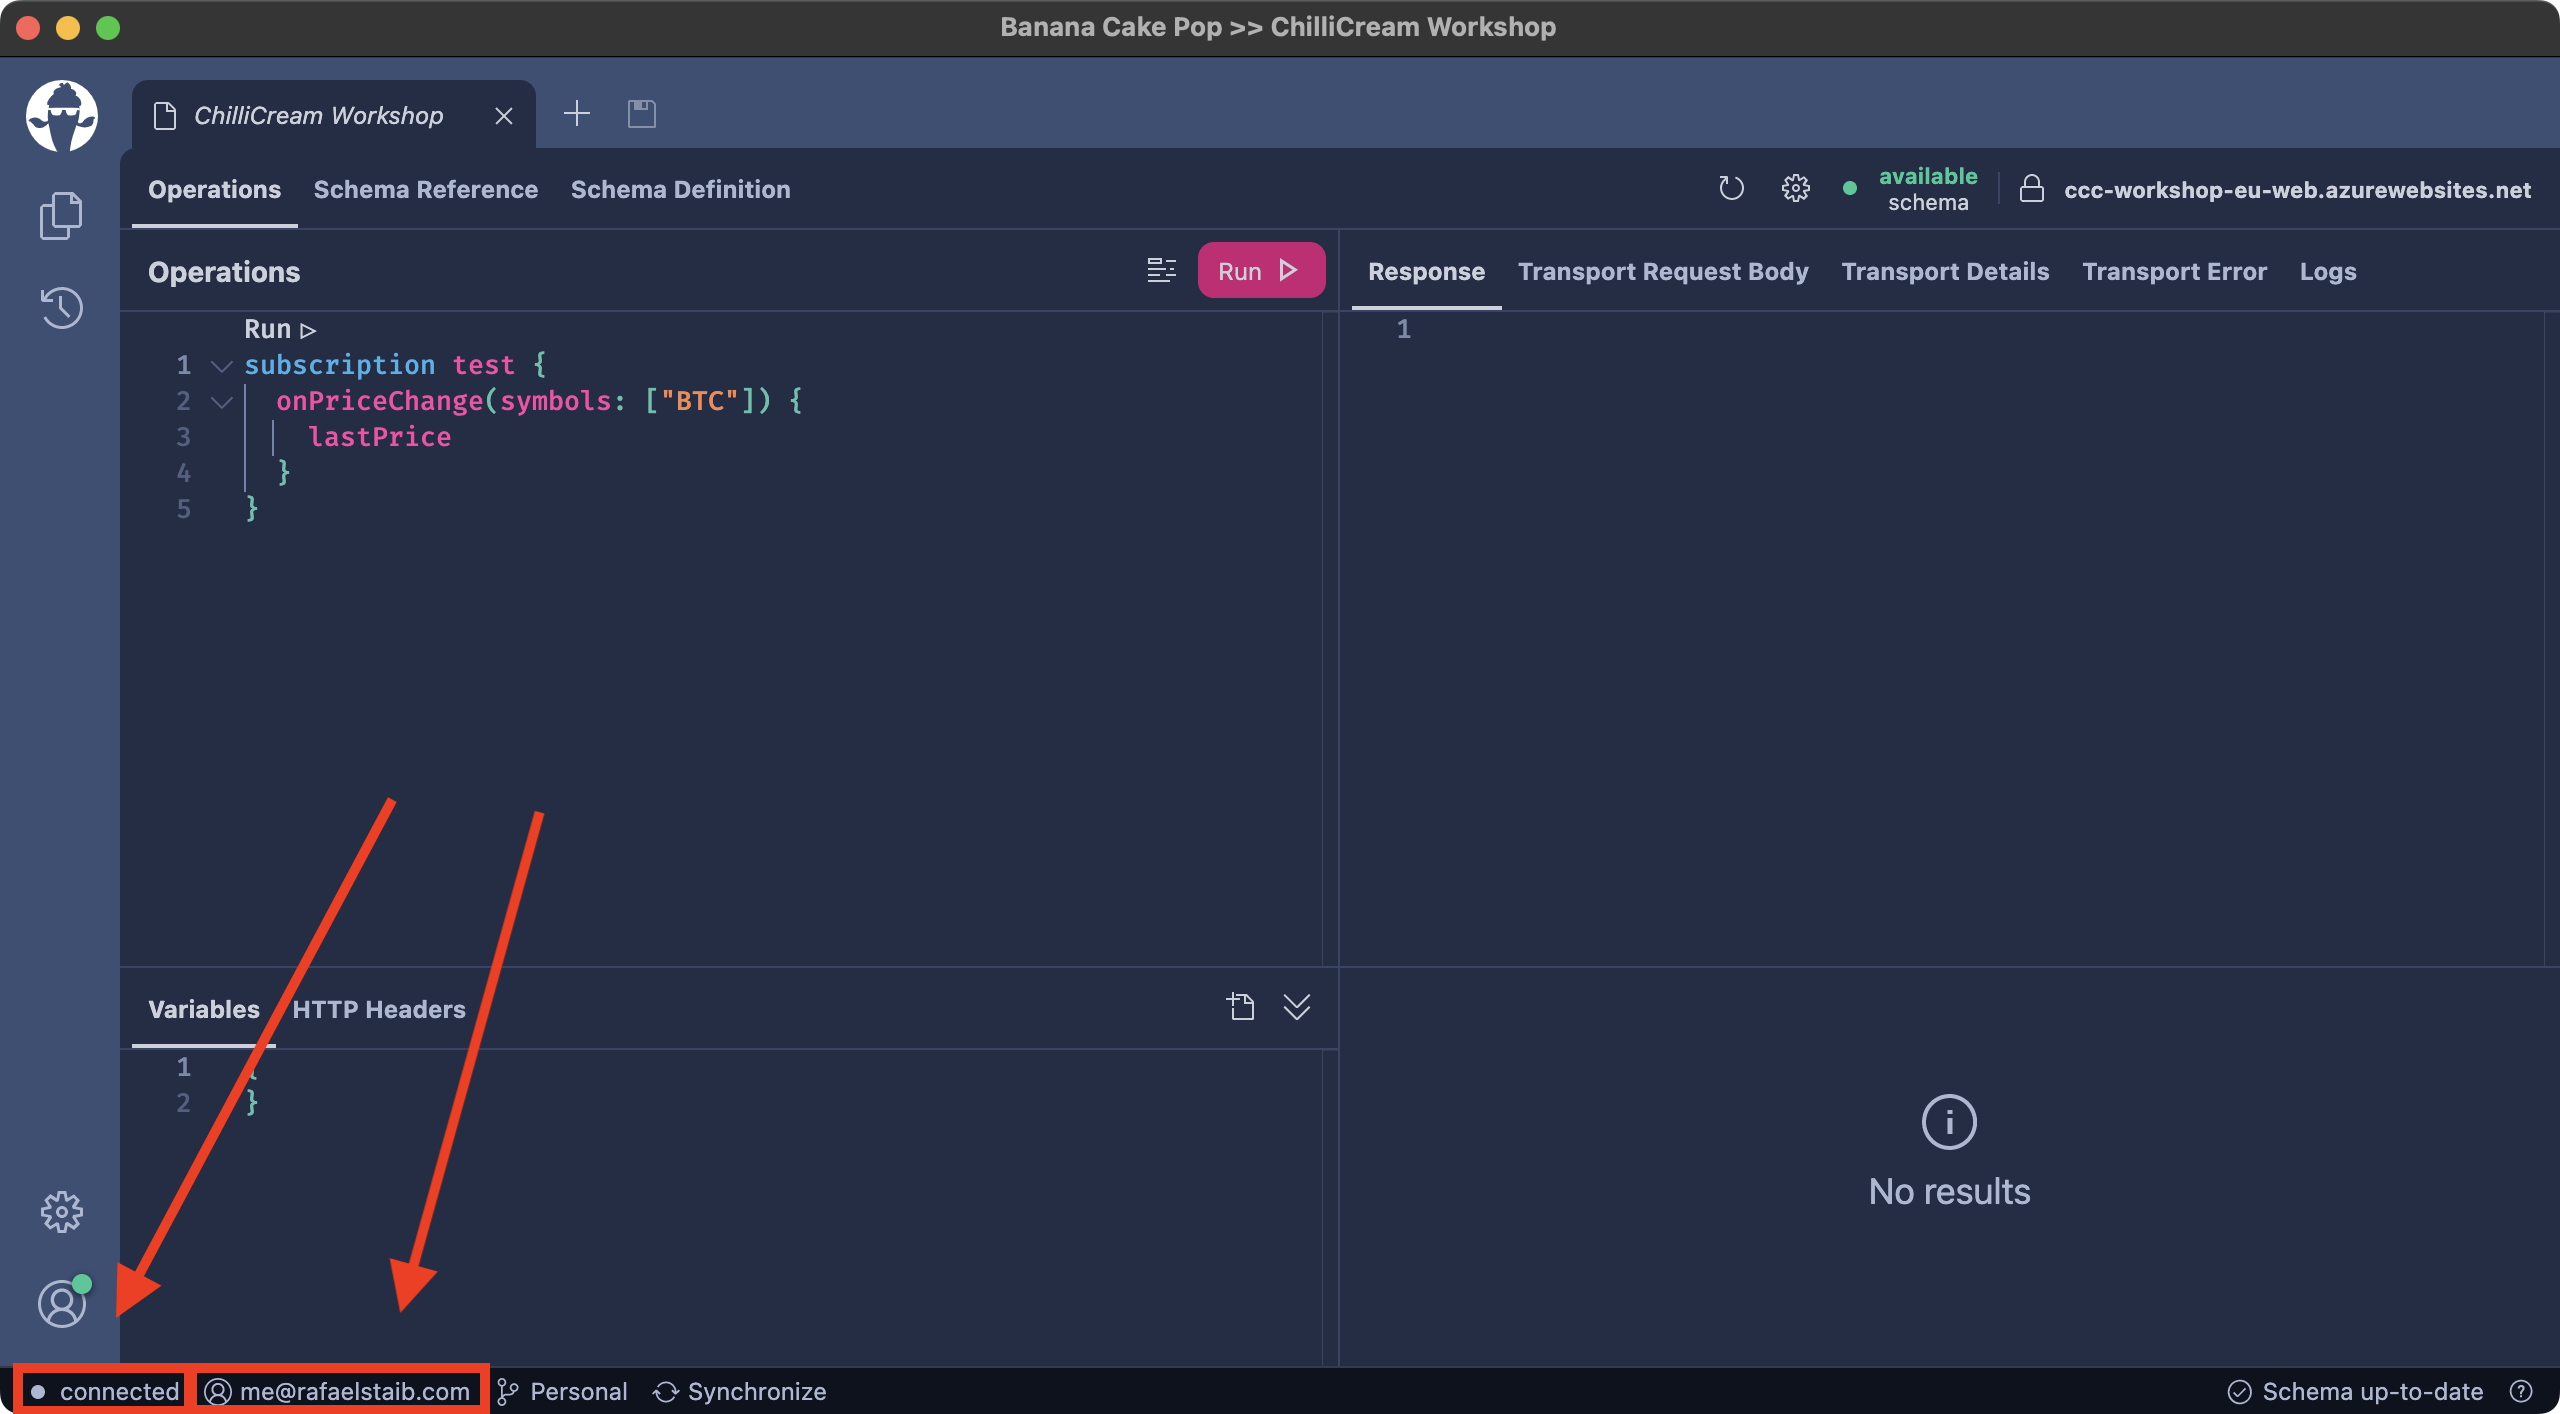 Banana Cake Pop >> ChilliCream Workshop
ChilliCream Workshop
Operations Schema Reference Schema Definition
available
schema
ccc-workshop-eu-web.azurewebsites.net
Operations
Run
Response Transport Request Body Transport Details Transport Error Logs
Run
1 subscription test {
2 onPriceChange(symbols: ["BTC"]) {
3 lastPrice
4 }
5 }
1
Variables HTTP Headers
1 {
2 }
No results
connected me@rafaelstaib.com Personal Synchronize
Schema up-to-date